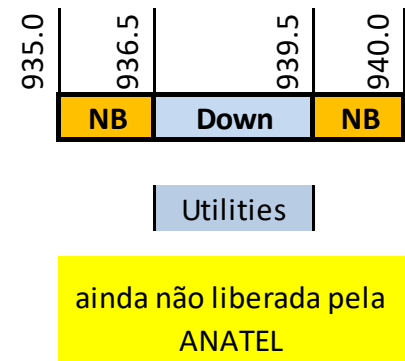 935.0 936.5 939.5 940.0
NB Down NB
Utilities
ainda não liberada pela
ANATEL